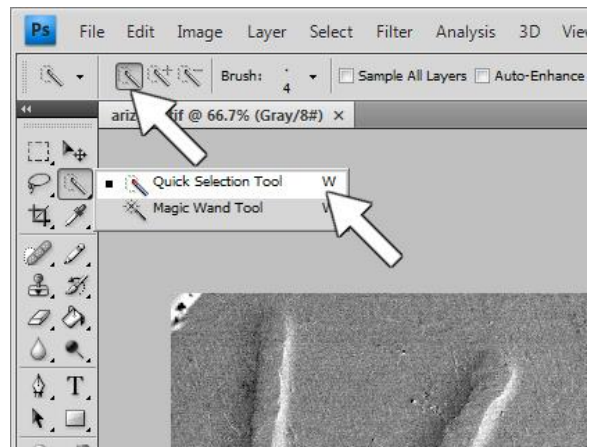 Ps File Edit Image Layer Select Filter Analysis 3D
Brush: 4 Sample All Layers Auto-Enhance
@ 66.7% (Gray/8#) ×
Quick Selection Tool W
Magic Wand Tool
T